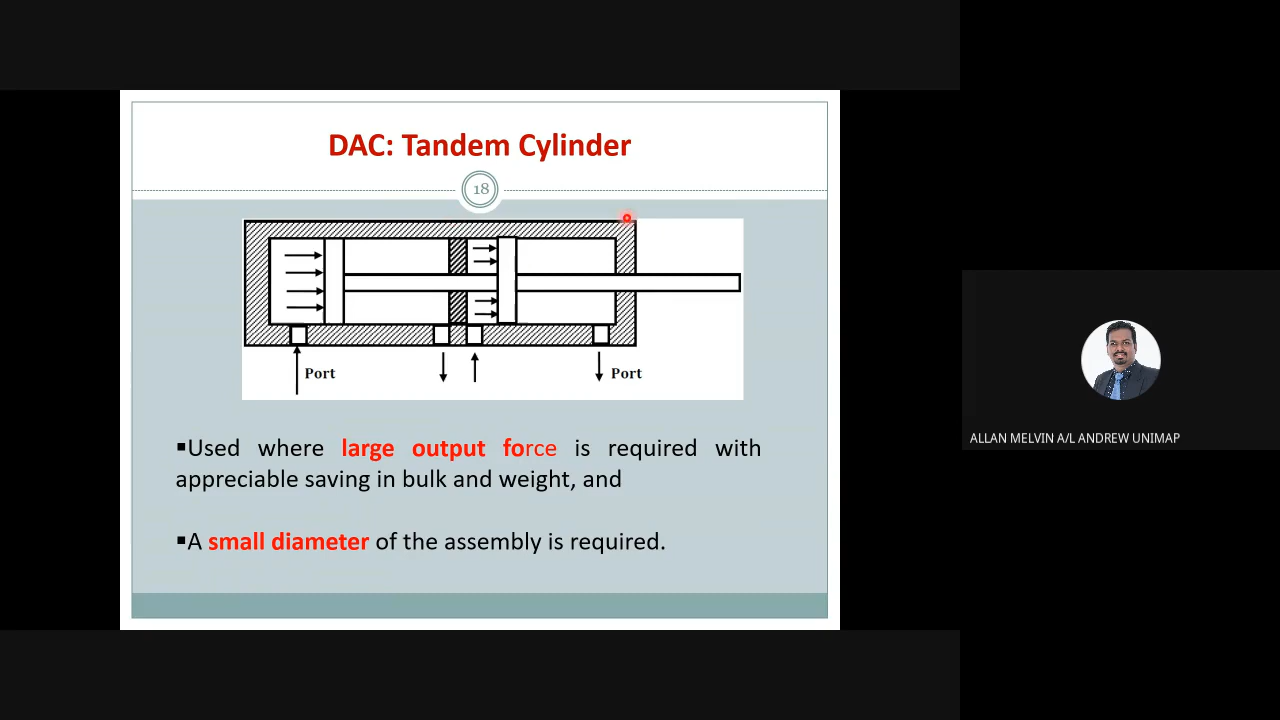 DAC: Tandem Cylinder
18
Port
Port
▪Used where large output force is required with
appreciable saving in bulk and weight, and
▪A small diameter of the assembly is required.
ALLAN MELVIN A/L ANDREW UNIMAP